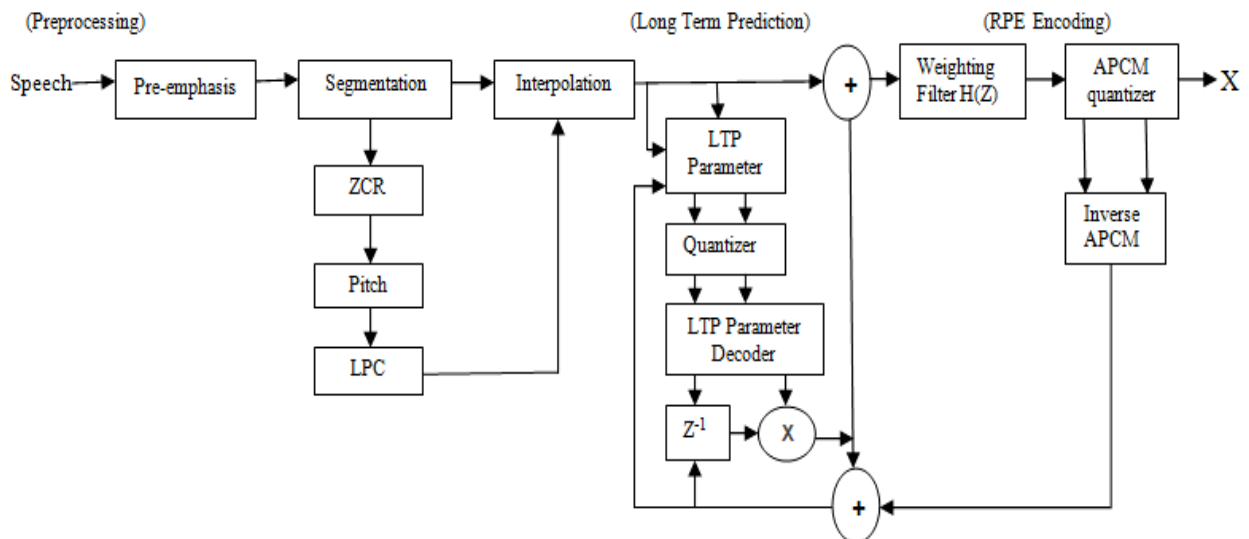 (Preprocessing)
(Long Term Prediction)
(RPE Encoding)
Speech
Pre-emphasis
Segmentation
Interpolation
+
Weighting
Filter H(Z)
APCM
quantizer
X
LTP
Parameter
ZCR
Inverse
APCM
Quantizer
Pitch
LTP Parameter
Decoder
LPC
Z⁻¹
X
+